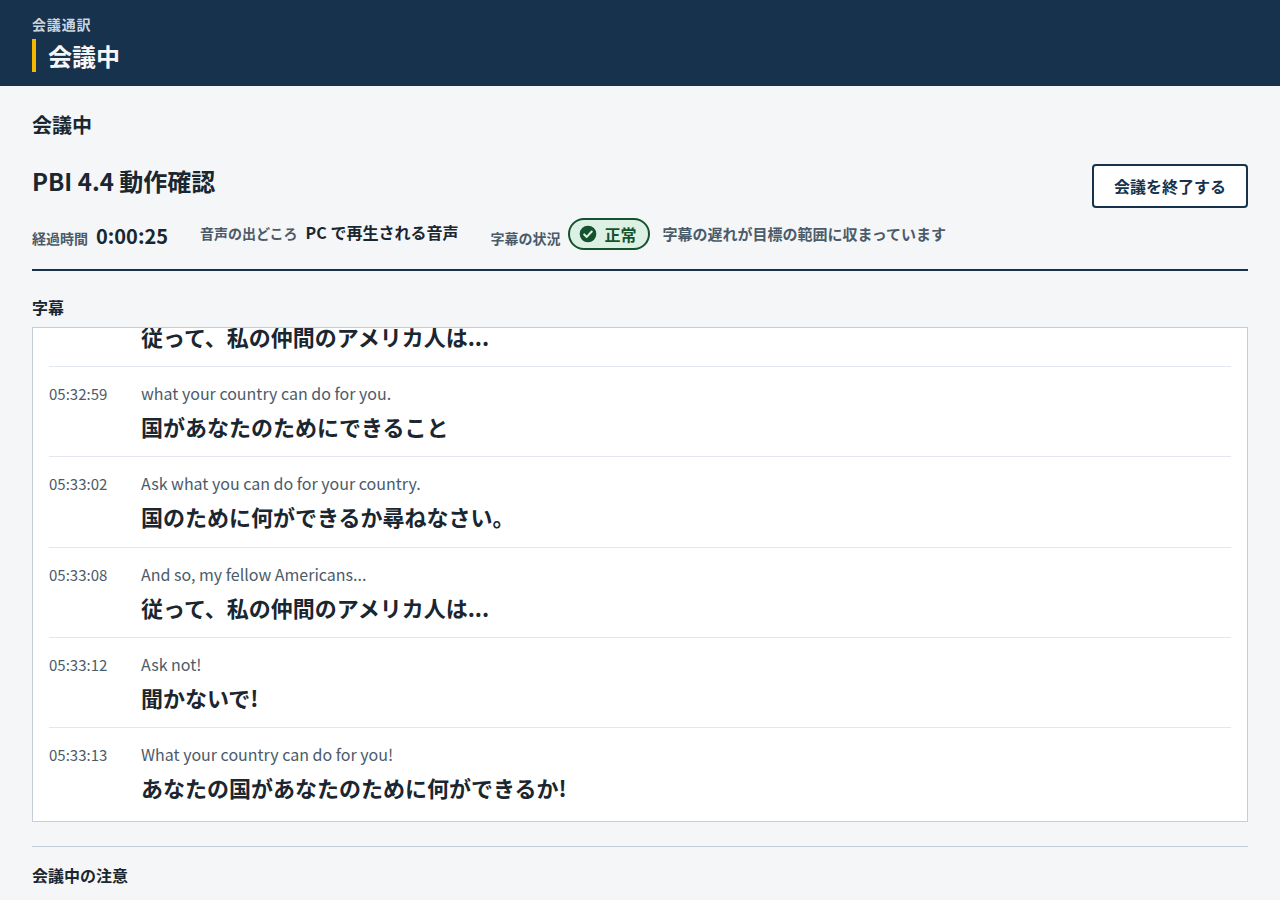 会議通訳
会議中
会議中
PBI 4.4 動作確認
会議を終了する
経過時間 0:00:25 音声の出どころ PC で再生される音声 字幕の状況 正常 字幕の遅れが目標の範囲に収まっています
字幕
従って、私の仲間のアメリカ人は...
05:32:59 what your country can do for you.
国があなたのためにできること
05:33:02 Ask what you can do for your country.
国のために何ができるか尋ねなさい。
05:33:08 And so, my fellow Americans...
従って、私の仲間のアメリカ人は...
05:33:12 Ask not!
聞かないで!
05:33:13 What your country can do for you!
あなたの国があなたのために何ができるか!
会議中の注意